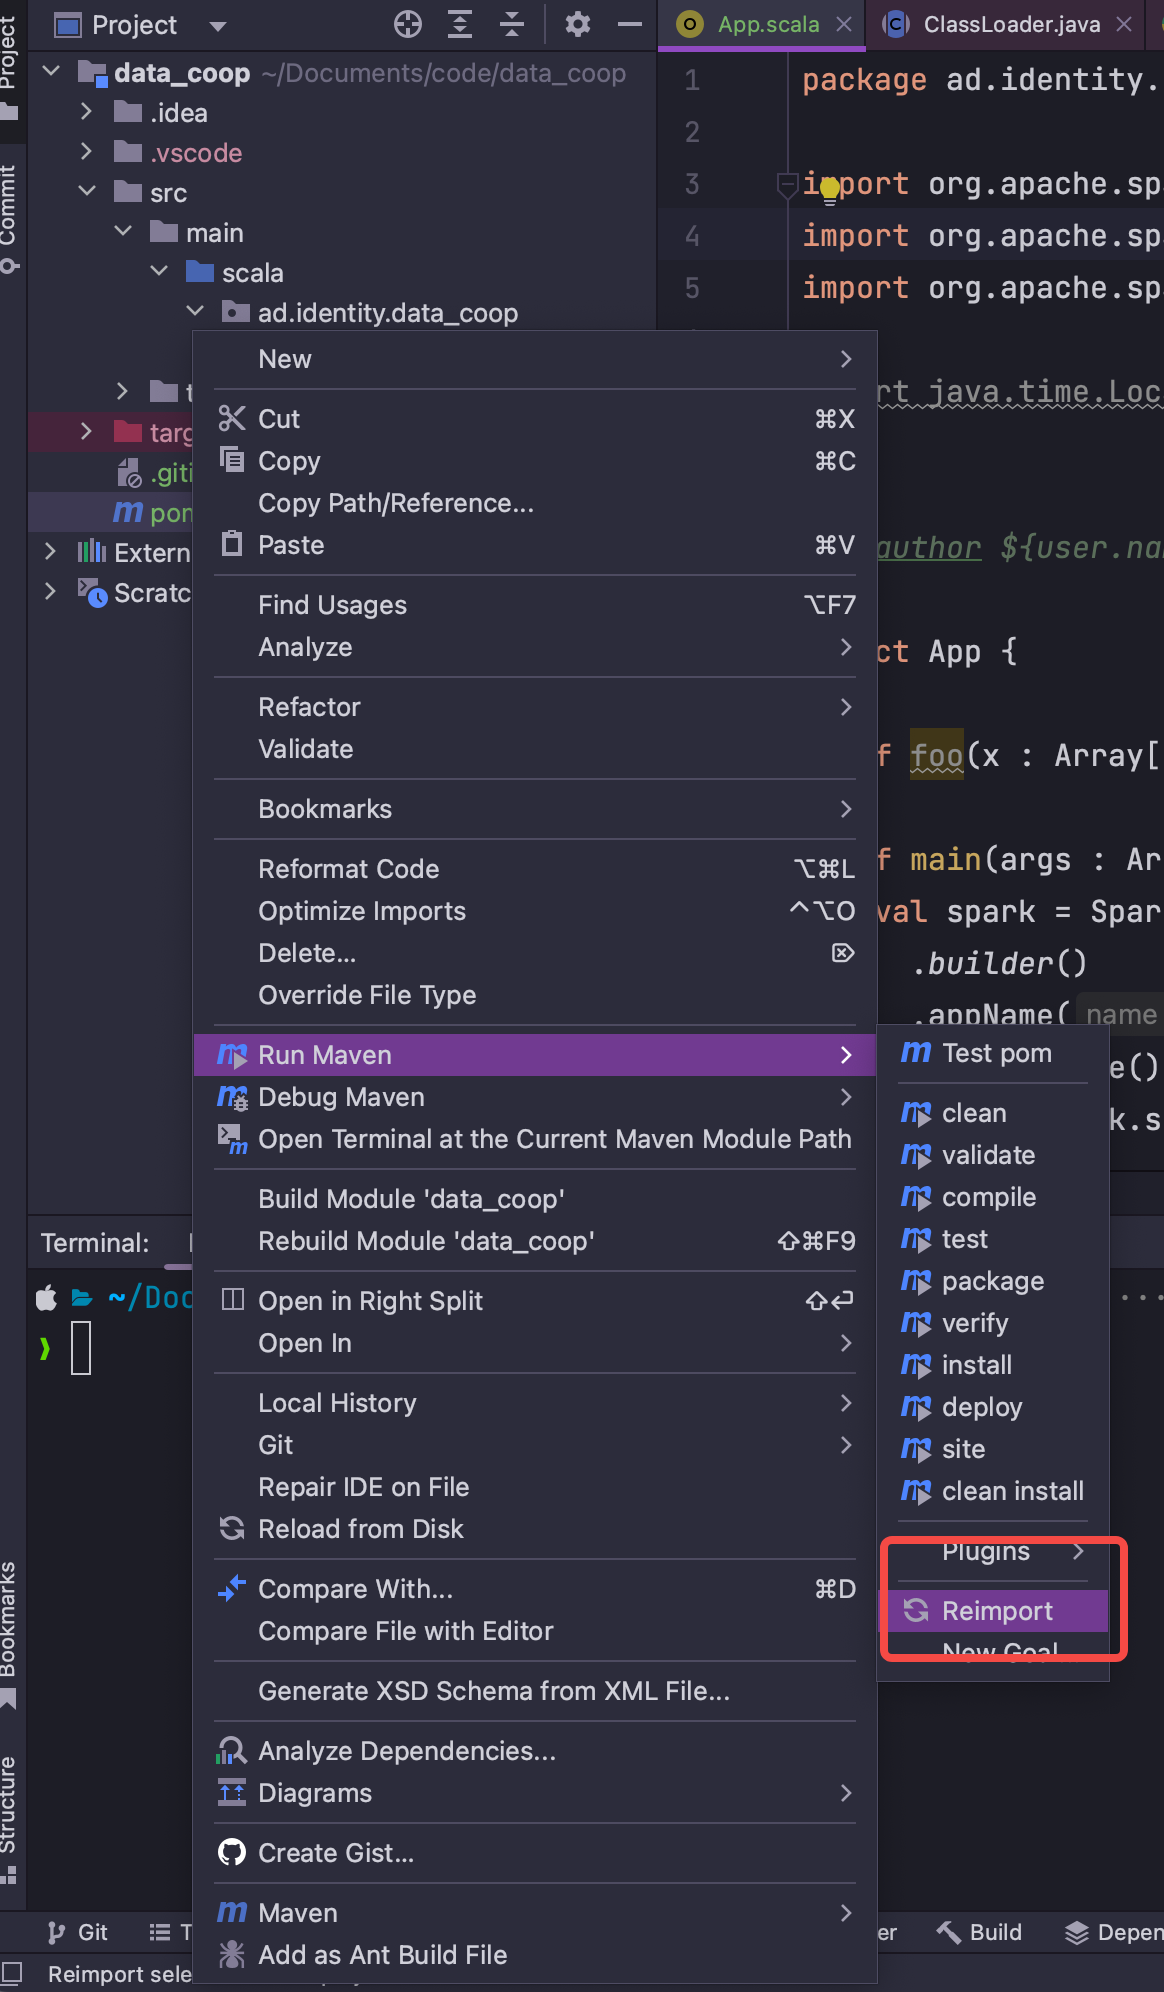 Project
App.scala
ClassLoader.java
Project
Commit
Bookmarks
Structure
data_coop ~/Documents/code/data_coop
.idea
.vscode
src
main
scala
ad.identity.data_coop
t
targ
.giti
m pom
Extern
Scratc
1 package ad.identity.
2
3 import org.apache.sp
4 import org.apache.sp
5 import org.apache.sp
rt java.time.Loc
author ${user.na
ct App {
f foo(x : Array[
f main(args : Ar
val spark = Spar
.builder()
.appName( name
e()
k.s
New
Cut ⌘X
Copy ⌘C
Copy Path/Reference...
Paste ⌘V
Find Usages ⌥F7
Analyze
Refactor
Validate
Bookmarks
Reformat Code ⌥⌘L
Optimize Imports ^⌥O
Delete... ⌦
Override File Type
Run Maven
Debug Maven
Open Terminal at the Current Maven Module Path
Build Module 'data_coop'
Rebuild Module 'data_coop' ⇧⌘F9
Open in Right Split ⇧↩
Open In
Local History
Git
Repair IDE on File
Reload from Disk
Compare With... ⌘D
Compare File with Editor
Generate XSD Schema from XML File...
Analyze Dependencies...
Diagrams
Create Gist...
m Maven
Add as Ant Build File
m Test pom
clean
validate
compile
test
package
verify
install
deploy
site
clean install
Plugins
Reimport
New Goal
Terminal:
~/Doc
❯
...
Git
T
er
Build
Depen
Reimport sele